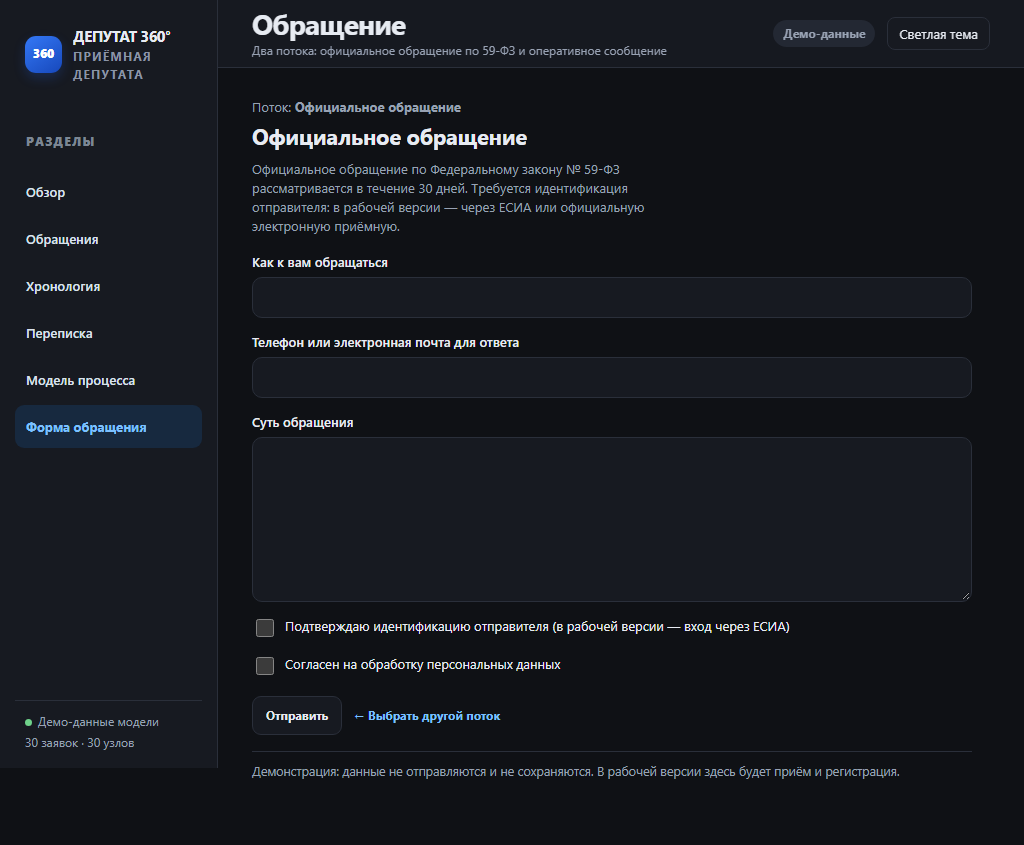 360
ДЕПУТАТ 360°
ПРИЁМНАЯ
ДЕПУТАТА
РАЗДЕЛЫ
Обзор
Обращения
Хронология
Переписка
Модель процесса
Форма обращения
Демо-данные модели
30 заявок · 30 узлов
Обращение
Два потока: официальное обращение по 59-ФЗ и оперативное сообщение
Демо-данные
Светлая тема
Поток: Официальное обращение
Официальное обращение
Официальное обращение по Федеральному закону № 59-ФЗ
рассматривается в течение 30 дней. Требуется идентификация
отправителя: в рабочей версии — через ЕСИА или официальную
электронную приёмную.
Как к вам обращаться
Телефон или электронная почта для ответа
Суть обращения
Подтверждаю идентификацию отправителя (в рабочей версии — вход через ЕСИА)
Согласен на обработку персональных данных
Отправить
← Выбрать другой поток
Демонстрация: данные не отправляются и не сохраняются. В рабочей версии здесь будет приём и регистрация.